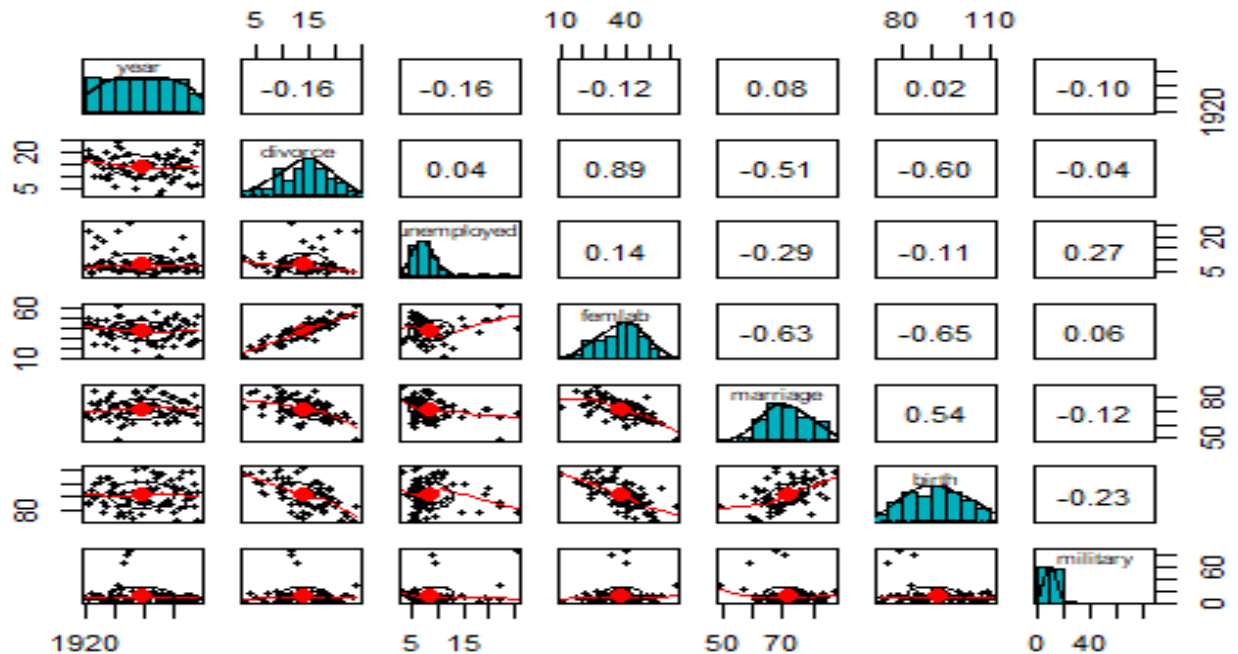 5 15 10 40 80 110
year -0.16 -0.16 -0.12 0.08 0.02 -0.10 1920
5 20 divorce 0.04 0.89 -0.51 -0.60 -0.04
unemployed 0.14 -0.29 -0.11 0.27 5 20
10 60 femlab -0.63 -0.65 0.06
marriage 0.54 -0.12 50 80
80 birth -0.23
military 0 60
1920 5 15 50 70 0 40